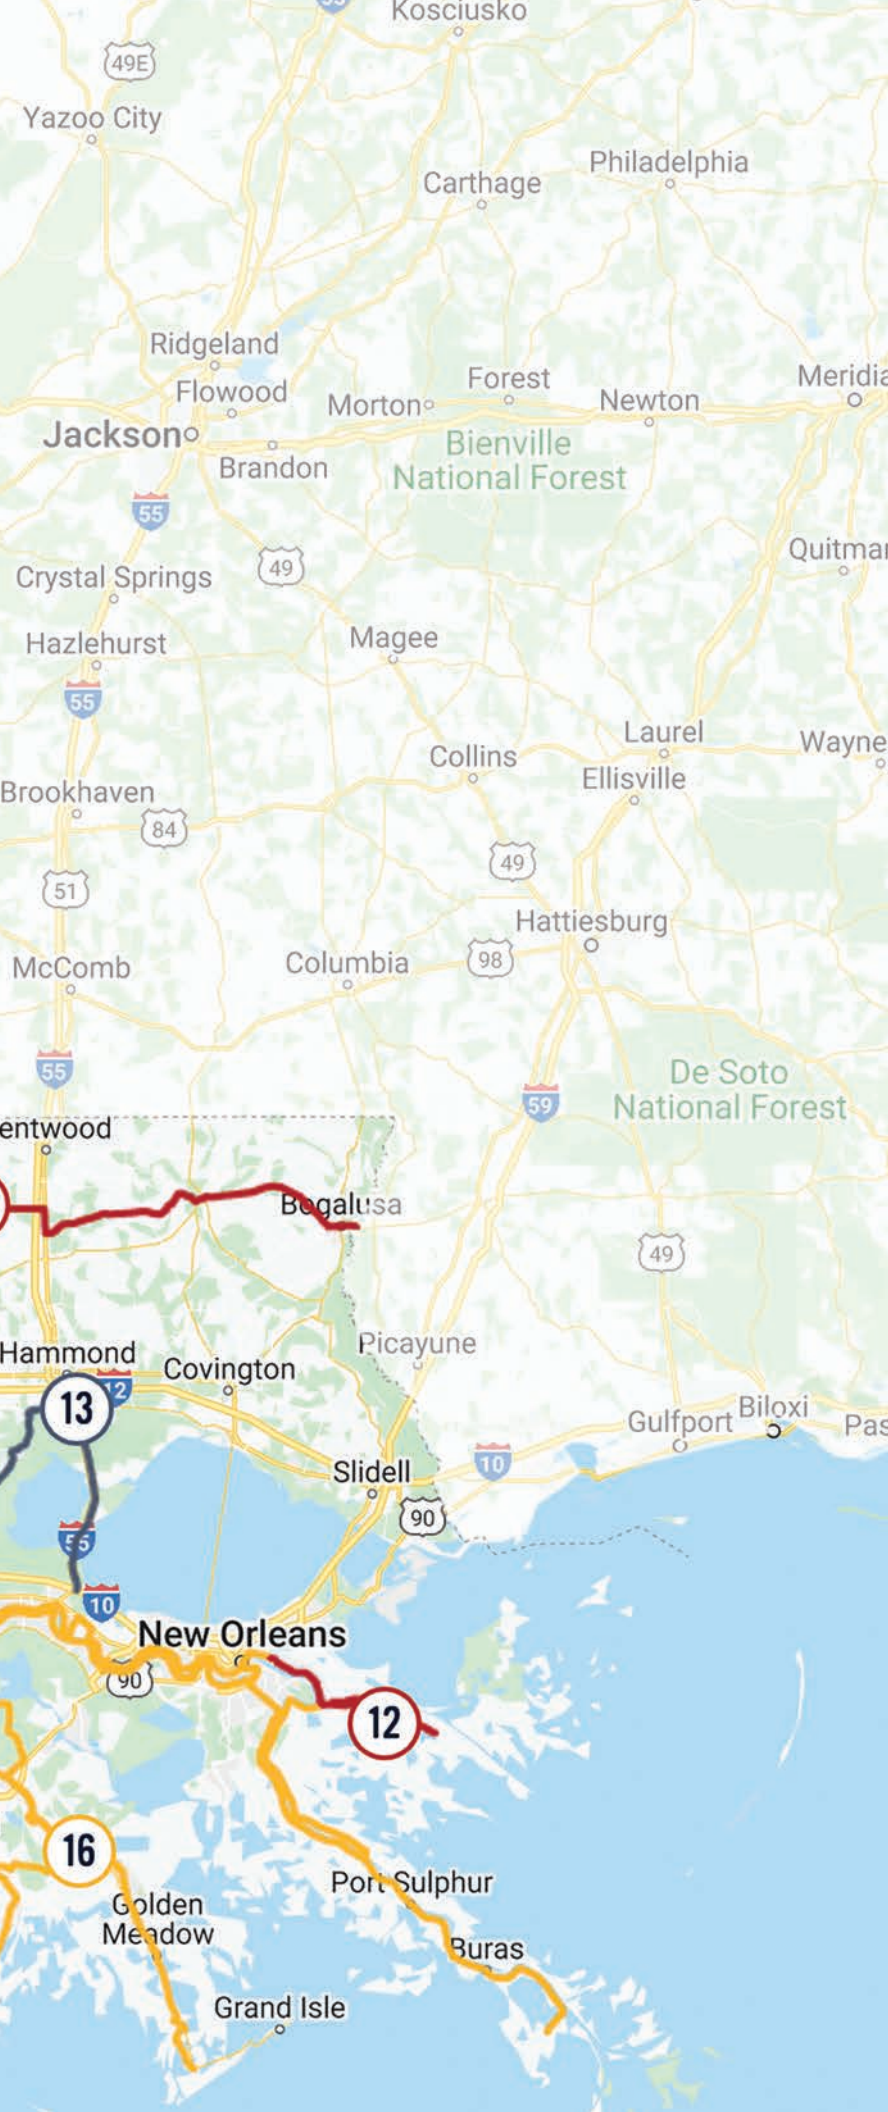 55
Kosciusko
49E
Yazoo City
Philadelphia
Carthage
Ridgeland
Flowood
Forest
Meridia
Morton
Newton
Jackson
Bienville
National Forest
Brandon
55
Quitmar
49
Crystal Springs
Hazlehurst
Magee
55
Laurel
Wayne
Collins
Ellisville
Brookhaven
84
49
51
Hattiesburg
98
McComb
Columbia
55
De Soto
National Forest
59
entwood
Bogalusa
49
Picayune
Hammond
Covington
12
13
Biloxi
Gulfport
Pas
10
Slidell
90
55
10
New Orleans
90
12
16
Port Sulphur
Golden
Meadow
Buras
Grand Isle